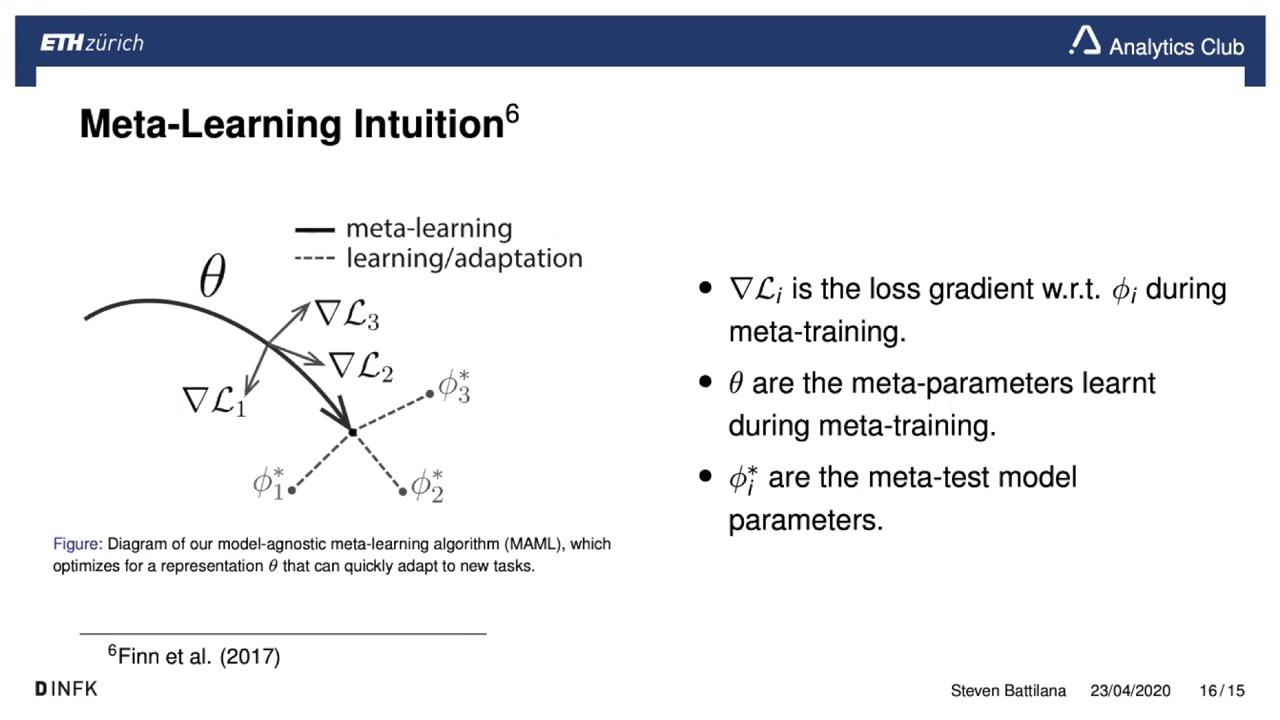 ETH zürich
Analytics Club
Meta-Learning Intuition⁶
meta-learning
learning/adaptation
θ
∇ℒ₃
∇ℒ₂
∇ℒ₁
ϕ₃*
ϕ₁*
ϕ₂*
Figure: Diagram of our model-agnostic meta-learning algorithm (MAML), which
optimizes for a representation θ that can quickly adapt to new tasks.
• ∇ℒᵢ is the loss gradient w.r.t. ϕᵢ during
meta-training.
• θ are the meta-parameters learnt
during meta-training.
• ϕᵢ* are the meta-test model
parameters.
⁶Finn et al. (2017)
D INFK
Steven Battilana 23/04/2020 16/15